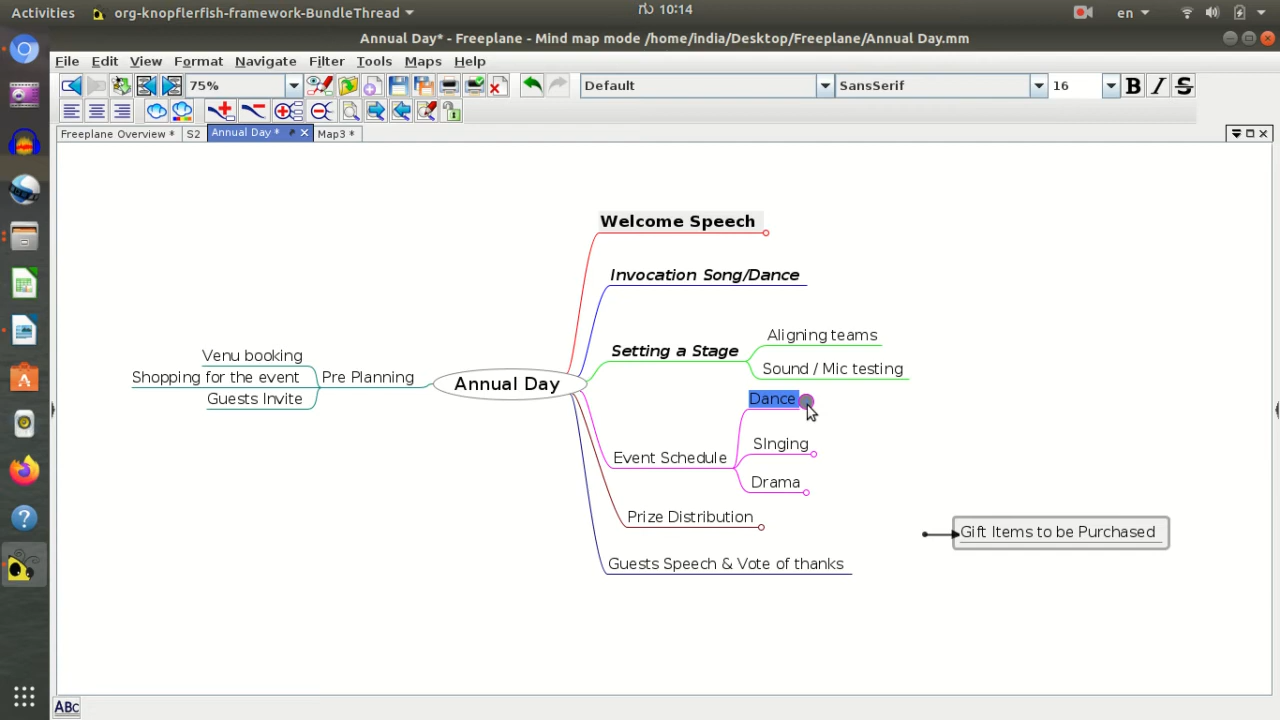 Activities
org-knopflerfish-framework-BundleThread
10:14
en
Annual Day* - Freeplane - Mind map mode /home/india/Desktop/Freeplane/Annual Day.mm
File Edit View Format Navigate Filter Tools Maps Help
75%
Default
SansSerif
16
B I S
Freeplane Overview * S2 Annual Day * Map3 *
Welcome Speech
Invocation Song/Dance
Setting a Stage
Aligning teams
Sound / Mic testing
Venu booking
Shopping for the event
Guests Invite
Pre Planning
Annual Day
Dance
SInging
Drama
Event Schedule
Prize Distribution
Gift Items to be Purchased
Guests Speech & Vote of thanks
ABc